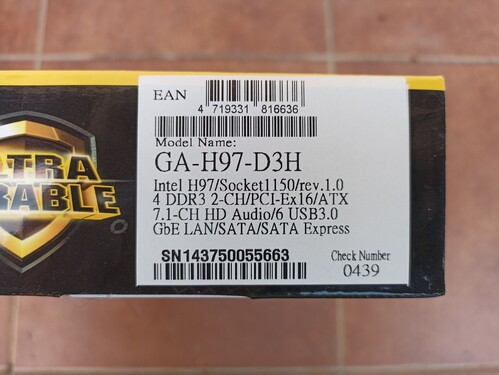 EAN
4 719331 816636
Model Name:
GA-H97-D3H
Intel H97/Socket1150/rev.1.0
4 DDR3 2-CH/PCI-Ex16/ATX
7.1-CH HD Audio/6 USB3.0
GbE LAN/SATA/SATA Express
SN143750055663
Check Number
0439
LTRA
RABLE